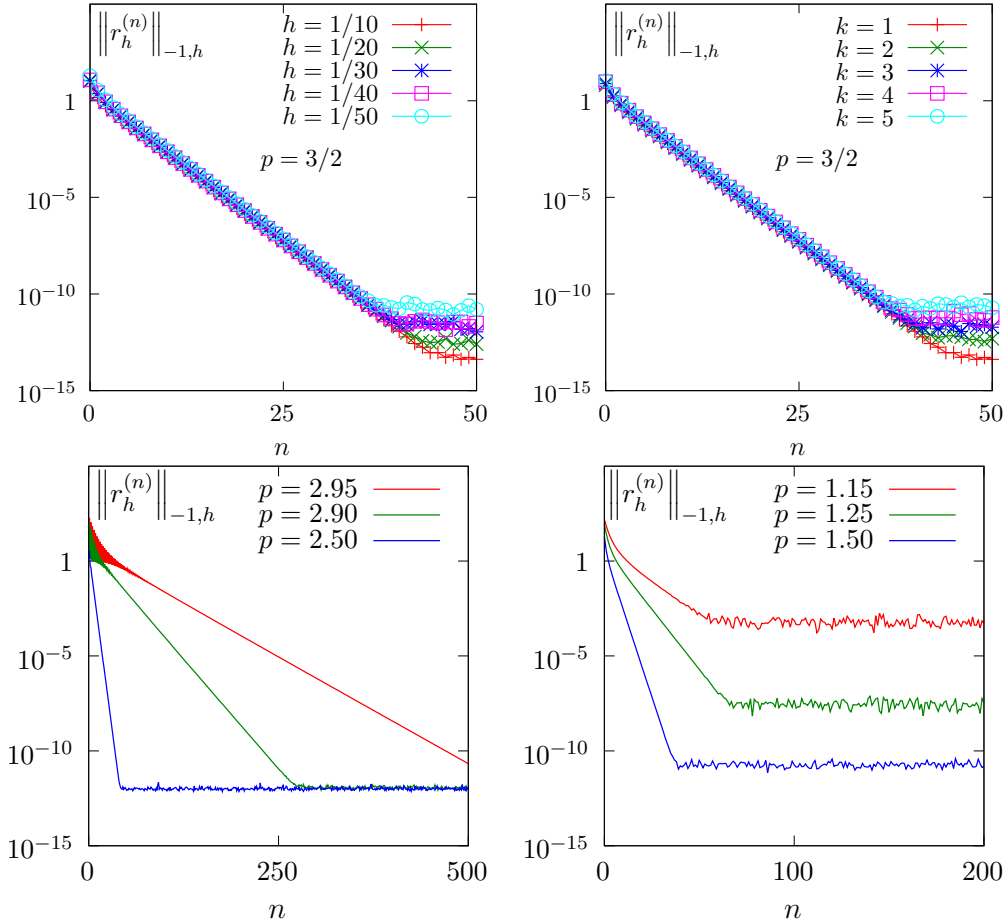 ‖r_h^(n)‖_{-1,h}
h = 1/10
h = 1/20
h = 1/30
h = 1/40
h = 1/50
p = 3/2
1
10^-5
10^-10
10^-15
0
25
50
n
‖r_h^(n)‖_{-1,h}
k = 1
k = 2
k = 3
k = 4
k = 5
p = 3/2
1
10^-5
10^-10
10^-15
0
25
50
n
‖r_h^(n)‖_{-1,h}
p = 2.95
p = 2.90
p = 2.50
1
10^-5
10^-10
10^-15
0
250
500
n
‖r_h^(n)‖_{-1,h}
p = 1.15
p = 1.25
p = 1.50
1
10^-5
10^-10
10^-15
0
100
200
n